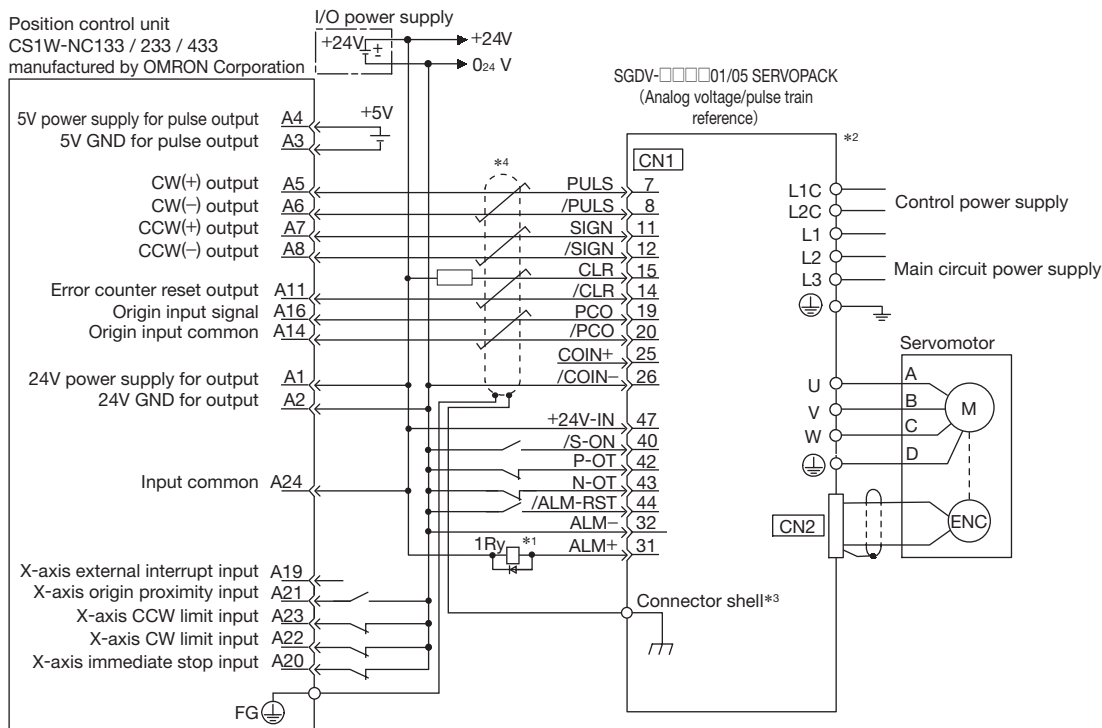 Position control unit
CS1W-NC133 / 233 / 433
manufactured by OMRON Corporation
I/O power supply
+24V
+
-
+24V
024 V
5V power supply for pulse output A4
5V GND for pulse output A3
+5V
CW(+) output A5
CW(−) output A6
CCW(+) output A7
CCW(−) output A8
Error counter reset output A11
Origin input signal A16
Origin input common A14
24V power supply for output A1
24V GND for output A2
Input common A24
X-axis external interrupt input A19
X-axis origin proximity input A21
X-axis CCW limit input A23
X-axis CW limit input A22
X-axis immediate stop input A20
FG
*4
1Ry *1
SGDV-□□□□01/05 SERVOPACK
(Analog voltage/pulse train
reference)
*2
CN1
PULS 7
/PULS 8
SIGN 11
/SIGN 12
CLR 15
/CLR 14
PCO 19
/PCO 20
COIN+ 25
/COIN− 26
+24V-IN 47
/S-ON 40
P-OT 42
N-OT 43
/ALM-RST 44
ALM− 32
ALM+ 31
Connector shell*3
L1C
L2C
Control power supply
L1
L2
L3
Main circuit power supply
Servomotor
U A
V B
W C
D
M
CN2
ENC